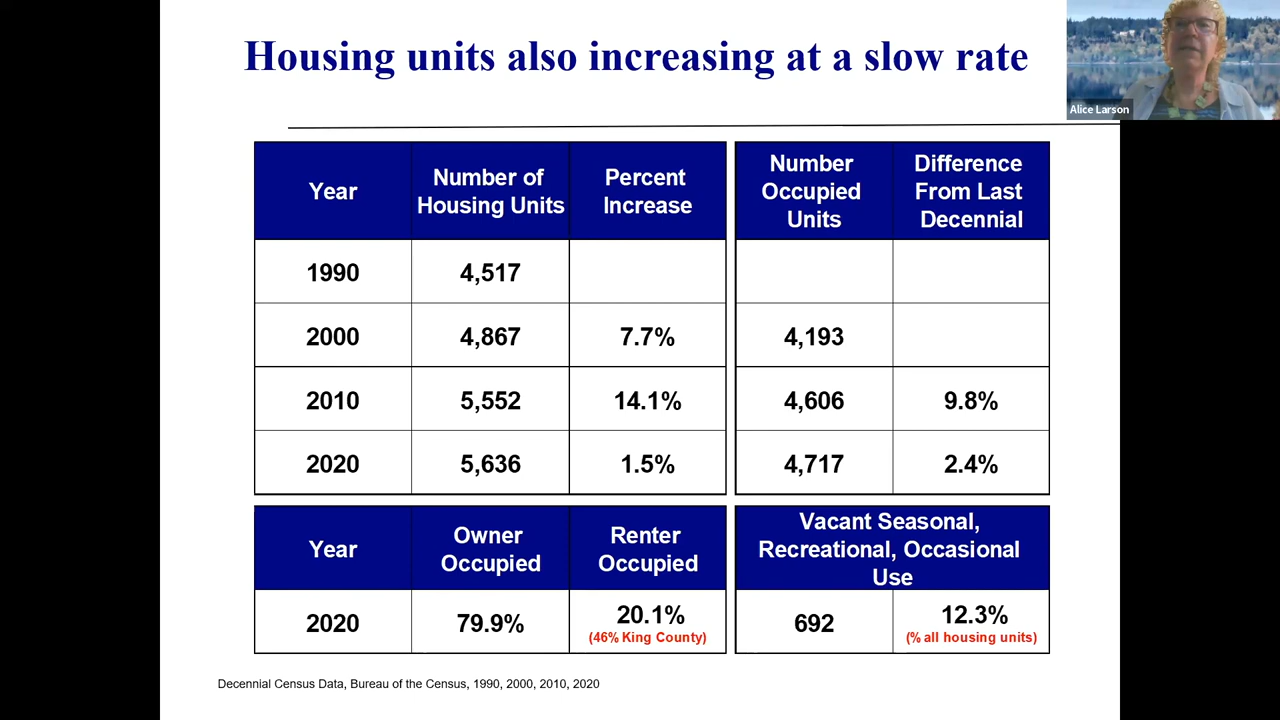 Housing units also increasing at a slow rate
Alice Larson
Year
Number of
Housing Units
Percent
Increase
Number
Occupied
Units
Difference
From Last
Decennial
1990
4,517
2000
4,867
7.7%
4,193
2010
5,552
14.1%
4,606
9.8%
2020
5,636
1.5%
4,717
2.4%
Year
Owner
Occupied
Renter
Occupied
Vacant Seasonal,
Recreational, Occasional
Use
2020
79.9%
20.1%
(46% King County)
692
12.3%
(% all housing units)
Decennial Census Data, Bureau of the Census, 1990, 2000, 2010, 2020